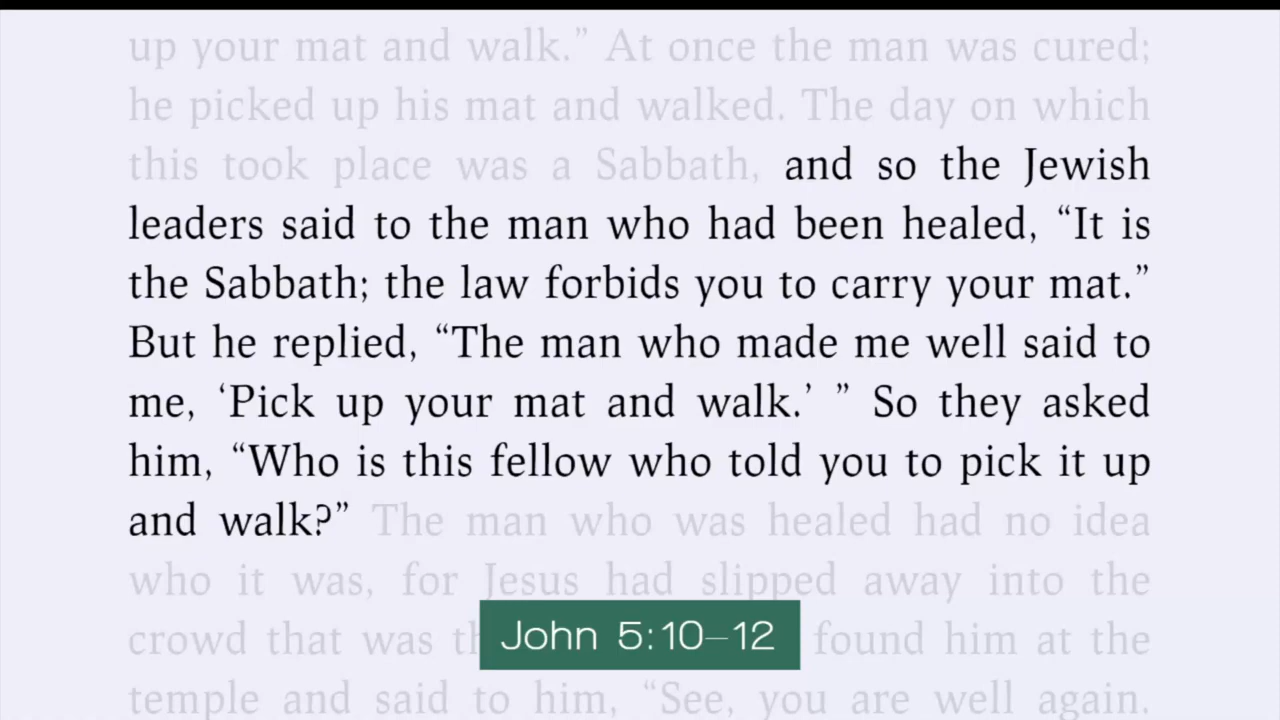 up your mat and walk.” At once the man was cured;
he picked up his mat and walked. The day on which
this took place was a Sabbath, and so the Jewish
leaders said to the man who had been healed, “It is
the Sabbath; the law forbids you to carry your mat.”
But he replied, “The man who made me well said to
me, ‘Pick up your mat and walk.’ ” So they asked
him, “Who is this fellow who told you to pick it up
and walk?” The man who was healed had no idea
who it was, for Jesus had slipped away into the
crowd that was found him at the
John 5:10–12
temple and said to him, “See, you are well again.